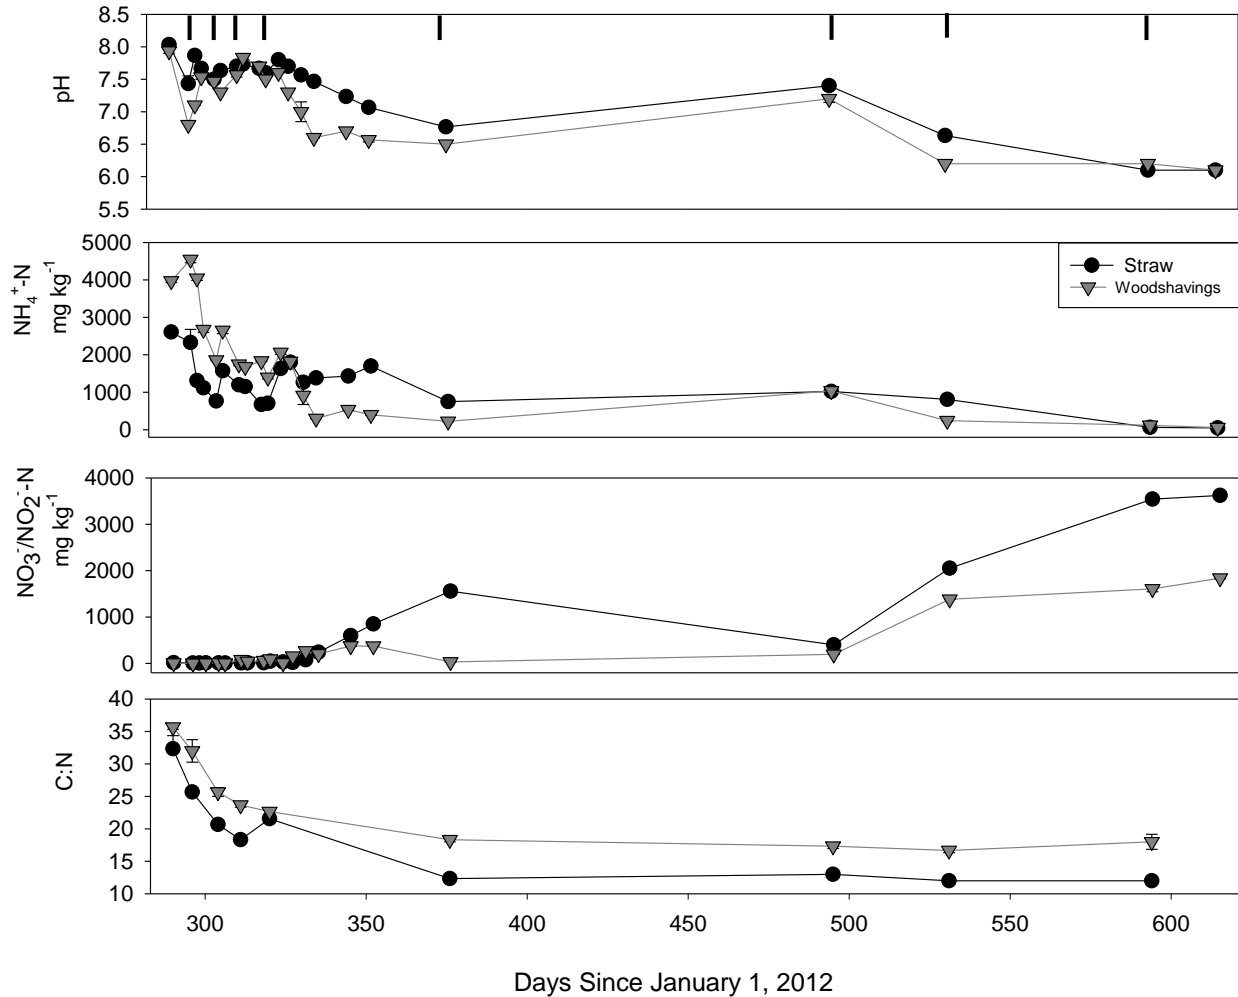 8.5
8.0
7.5
7.0
6.5
6.0
5.5
pH
5000
4000
3000
2000
1000
0
NH₄⁺-N
mg kg⁻¹
Straw
Woodshavings
4000
3000
2000
1000
0
NO₃⁻/NO₂⁻-N
mg kg⁻¹
40
35
30
25
20
15
10
C:N
300 350 400 450 500 550 600
Days Since January 1, 2012